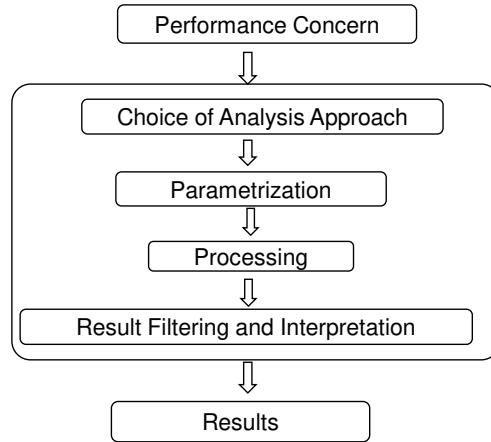 Performance Concern
Choice of Analysis Approach
Parametrization
Processing
Result Filtering and Interpretation
Results